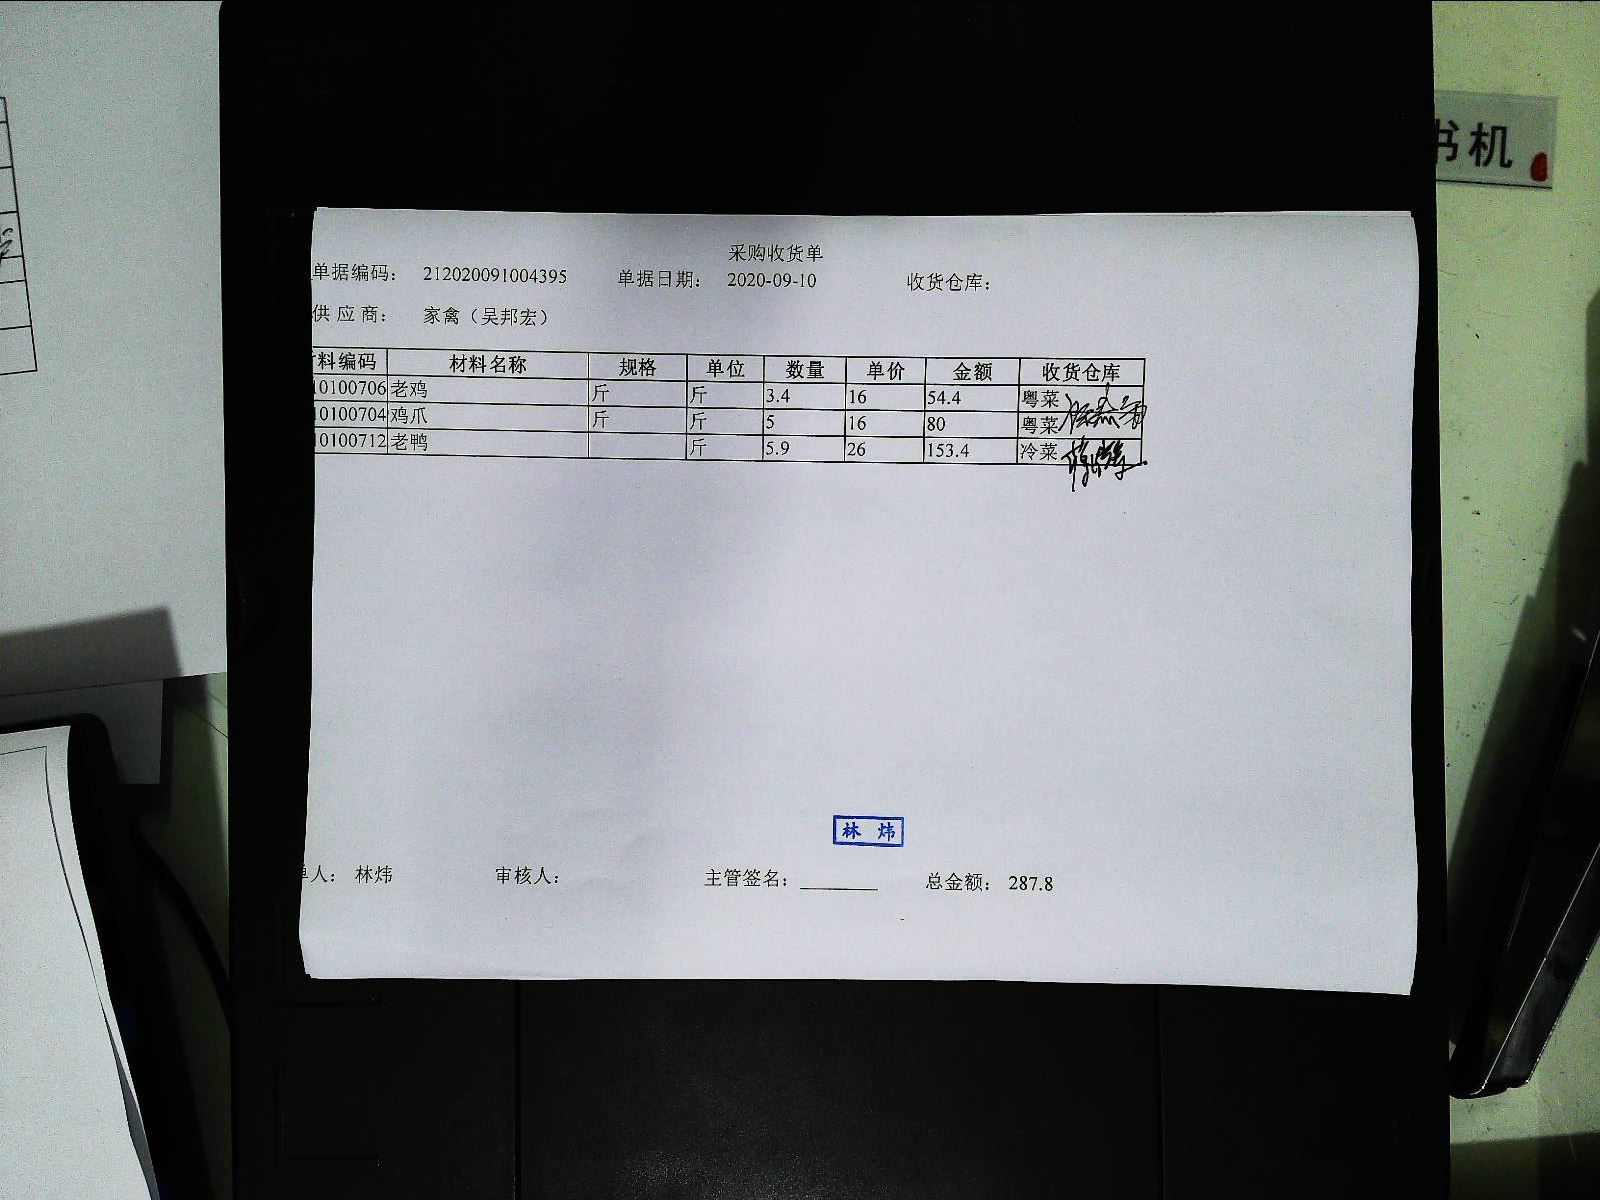 书机
采购收货单
单据编码： 212020091004395 单据日期： 2020-09-10 收货仓库：
供应商： 家禽（吴邦宏）
料编码 材料名称 规格 单位 数量 单价 金额 收货仓库
10100706 老鸡 斤 斤 3.4 16 54.4 粤菜
10100704 鸡爪 斤 斤 5 16 80 粤菜
10100712 老鸭 斤 5.9 26 153.4 冷菜
林 炜
单人： 林炜 审核人： 主管签名： 总金额： 287.8